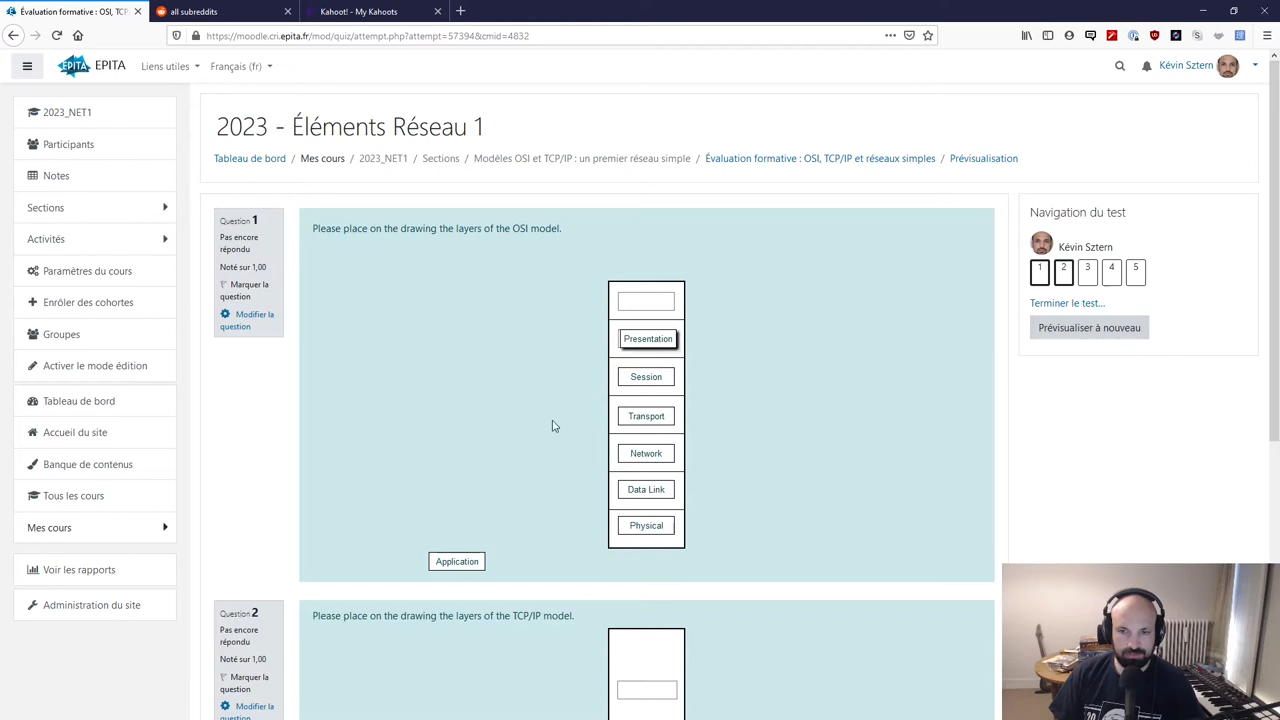 Évaluation formative : OSI, TC
all subreddits
Kahoot! - My Kahoots
https://moodle.cri.epita.fr/mod/quiz/attempt.php?attempt=57394&cmid=4832
EPITA
EPITA
Liens utiles
Français (fr)
Kévin Sztern
2023_NET1
Participants
Notes
Sections
Activités
Paramètres du cours
Enrôler des cohortes
Groupes
Activer le mode édition
Tableau de bord
Accueil du site
Banque de contenus
Tous les cours
Mes cours
Voir les rapports
Administration du site
2023 - Éléments Réseau 1
Tableau de bord / Mes cours / 2023_NET1 / Sections / Modèles OSI et TCP/IP : un premier réseau simple / Évaluation formative : OSI, TCP/IP et réseaux simples / Prévisualisation
Question 1
Pas encore
répondu
Noté sur 1,00
Marquer la
question
Modifier la
question
Please place on the drawing the layers of the OSI model.
Presentation
Session
Transport
Network
Data Link
Physical
Application
Question 2
Pas encore
répondu
Noté sur 1,00
Marquer la
question
Modifier la
question
Please place on the drawing the layers of the TCP/IP model.
Navigation du test
Kévin Sztern
1 2 3 4 5
Terminer le test...
Prévisualiser à nouveau